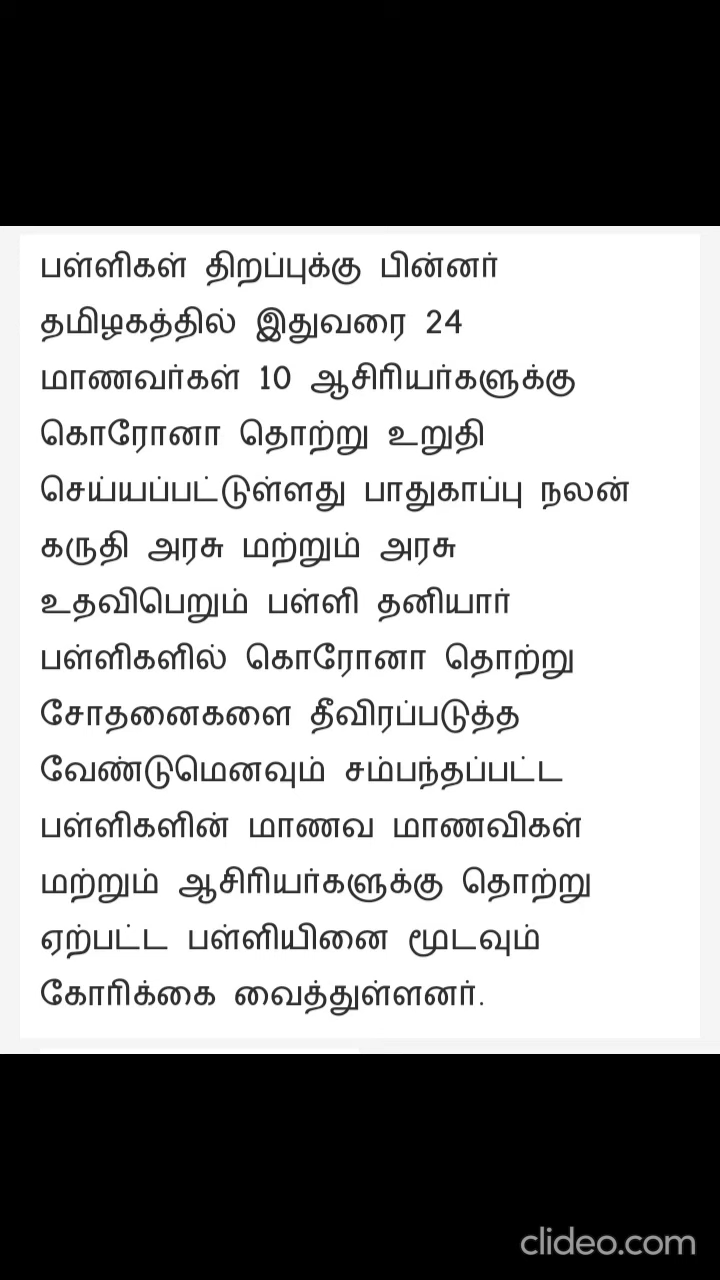 பள்ளிகள் திறப்புக்கு பின்னர்
தமிழகத்தில் இதுவரை 24
மாணவர்கள் 10 ஆசிரியர்களுக்கு
கொரோனா தொற்று உறுதி
செய்யப்பட்டுள்ளது பாதுகாப்பு நலன்
கருதி அரசு மற்றும் அரசு
உதவிபெறும் பள்ளி தனியார்
பள்ளிகளில் கொரோனா தொற்று
சோதனைகளை தீவிரப்படுத்த
வேண்டுமெனவும் சம்பந்தப்பட்ட
பள்ளிகளின் மாணவ மாணவிகள்
மற்றும் ஆசிரியர்களுக்கு தொற்று
ஏற்பட்ட பள்ளியினை மூடவும்
கோரிக்கை வைத்துள்ளனர்.
clideo.com